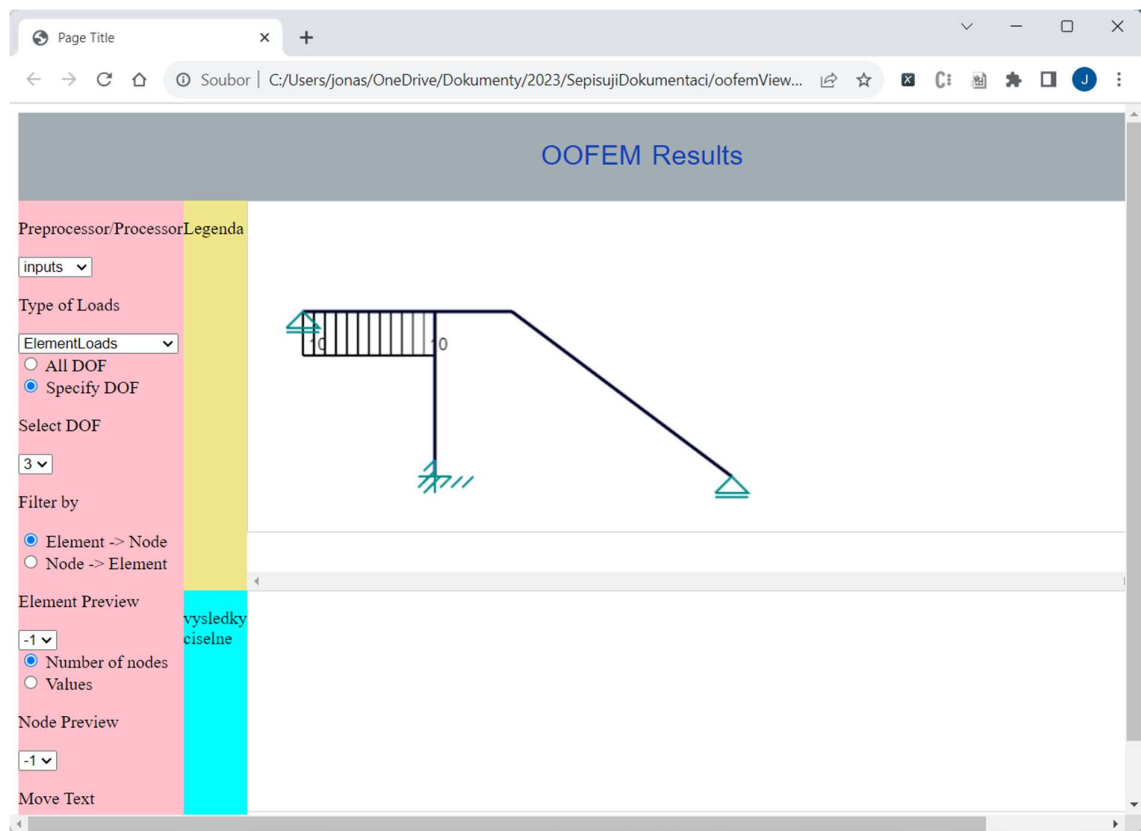 Page Title
Soubor | C:/Users/jonas/OneDrive/Dokumenty/2023/SepisujiDokumentaci/oofemView...
J
OOFEM Results
Preprocessor/Processor
inputs
Type of Loads
ElementLoads
All DOF
Specify DOF
Select DOF
3
Filter by
Element -> Node
Node -> Element
Element Preview
-1
Number of nodes
Values
Node Preview
-1
Move Text
Legenda
10
10
vysledky
ciselne